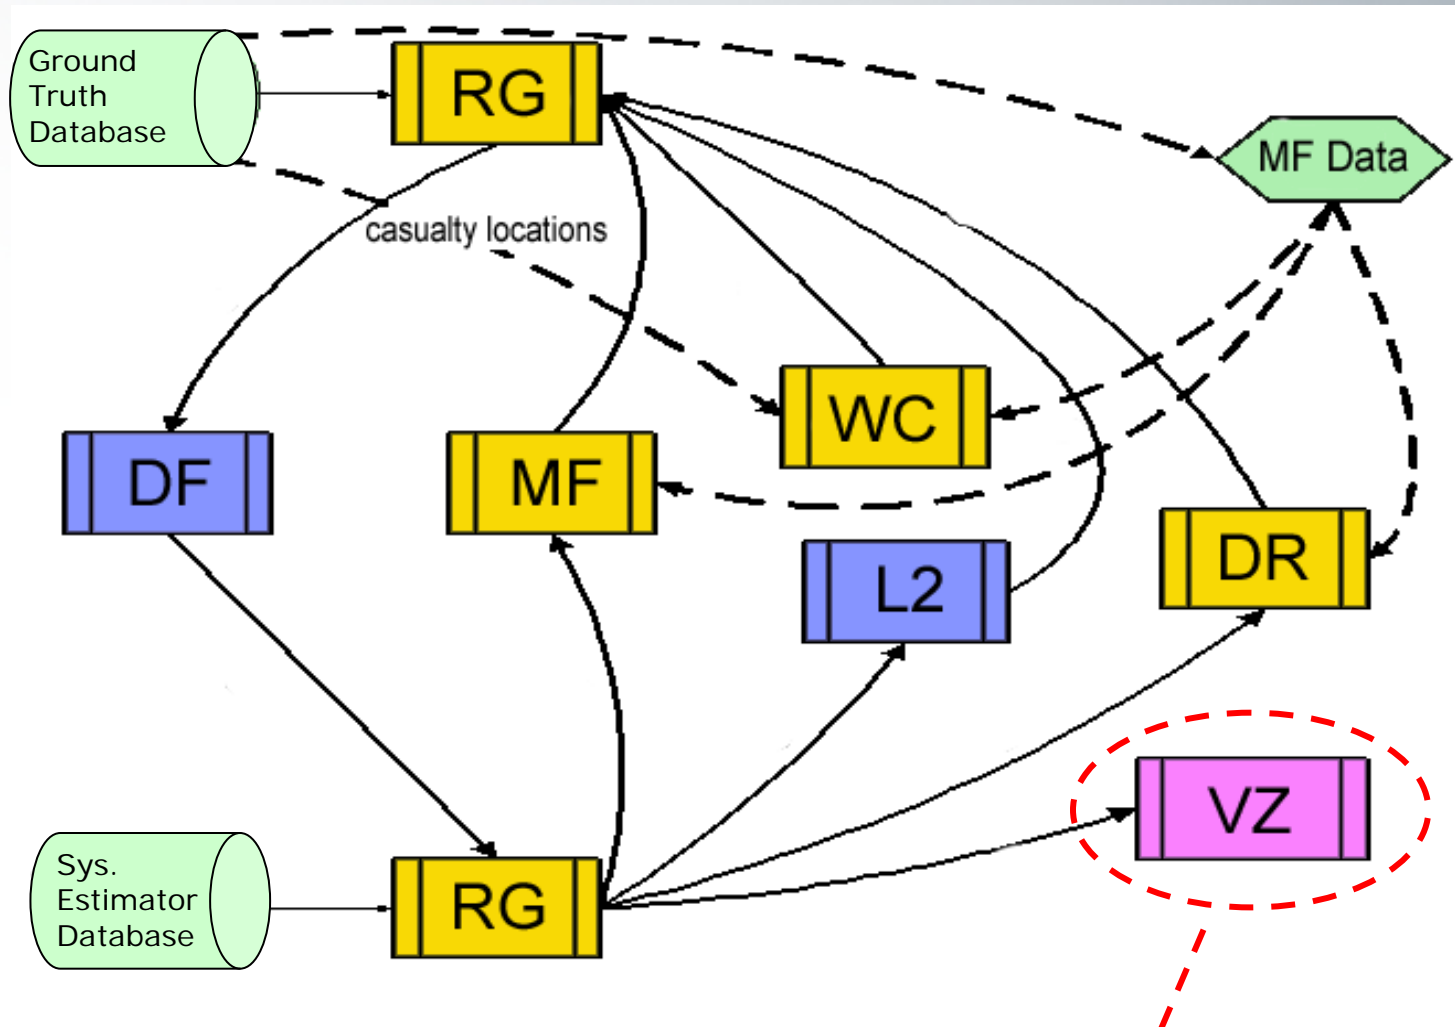 Ground
Truth
Database
RG
MF Data
casualty locations
WC
DF
MF
DR
L2
VZ
Sys.
Estimator
Database
RG